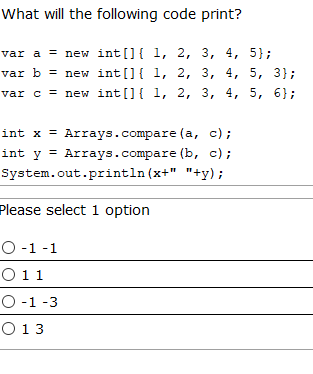 What will the following code print?
var a = new int[]{ 1, 2, 3, 4, 5};
var b = new int[]{ 1, 2, 3, 4, 5, 3};
var c = new int[]{ 1, 2, 3, 4, 5, 6};
int x = Arrays.compare(a, c);
int y = Arrays.compare(b, c);
System.out.println(x+" "+y);
Please select 1 option
-1 -1
1 1
-1 -3
1 3